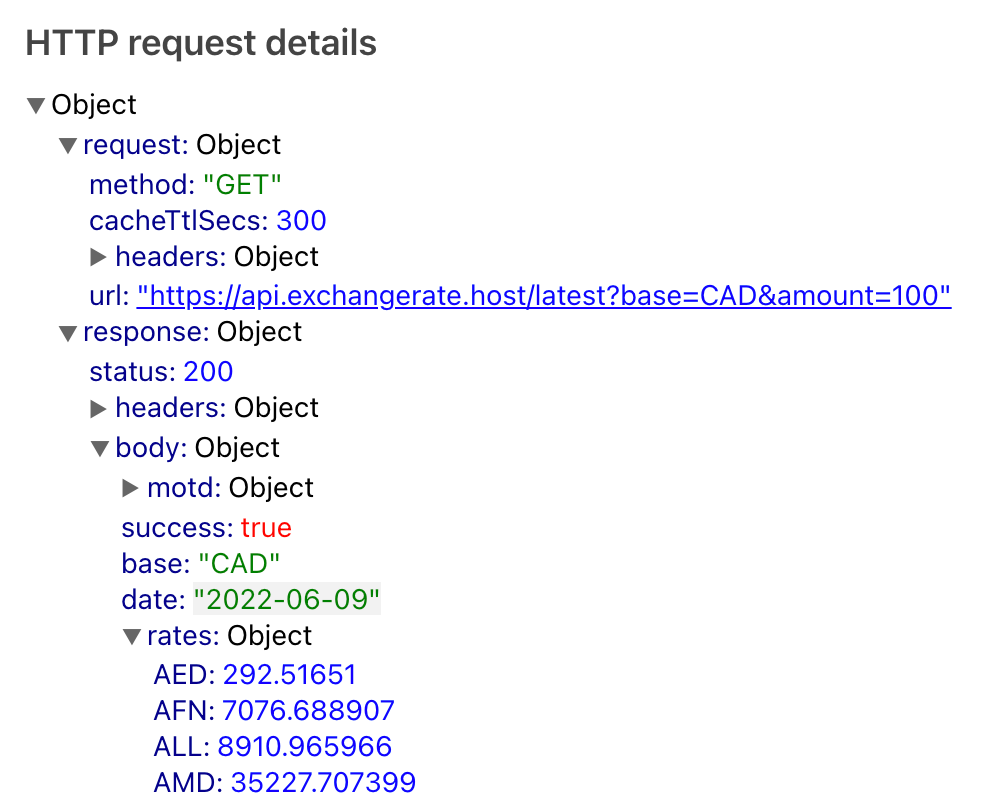 HTTP request details
Object
request: Object
method: "GET"
cacheTtlSecs: 300
headers: Object
url: "https://api.exchangerate.host/latest?base=CAD&amount=100"
response: Object
status: 200
headers: Object
body: Object
motd: Object
success: true
base: "CAD"
date: "2022-06-09"
rates: Object
AED: 292.51651
AFN: 7076.688907
ALL: 8910.965966
AMD: 35227.707399